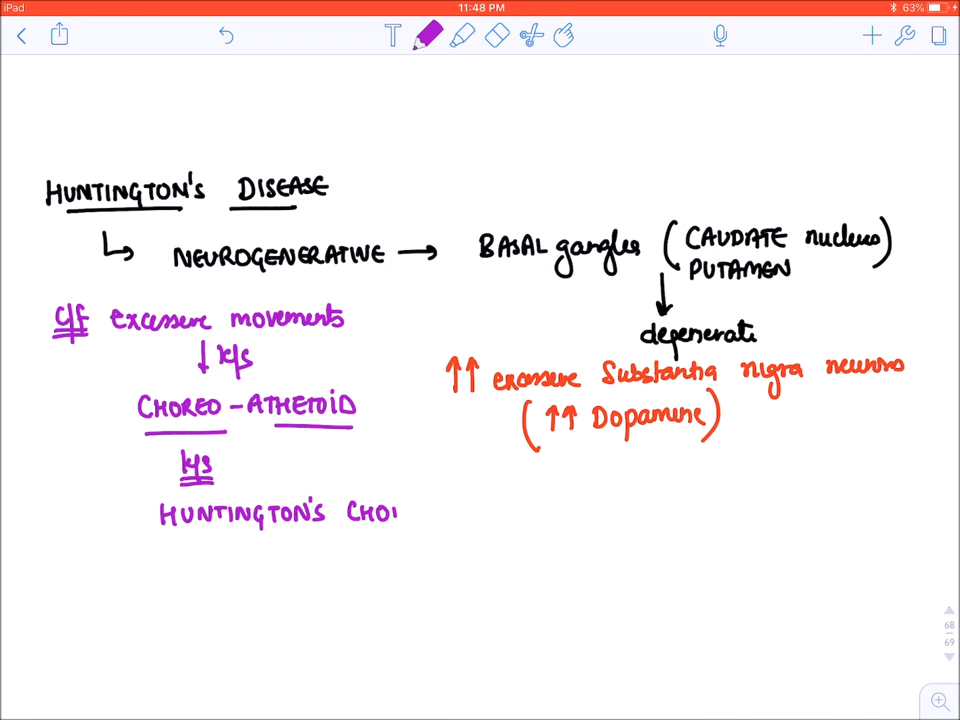 iPad
11:48 PM
63%
T
HUNTINGTON'S DISEASE
NEUROGENERATIVE → BASAL gangles (CAUDATE nucleus
PUTAMEN)
c/f excessive movements
↓ k/s
degenerati
↑↑ excessive Substantia nigra neurons
CHOREO - ATHETOID
(↑↑ Dopamine)
k/s
HUNTINGTON'S CHOI
68
69